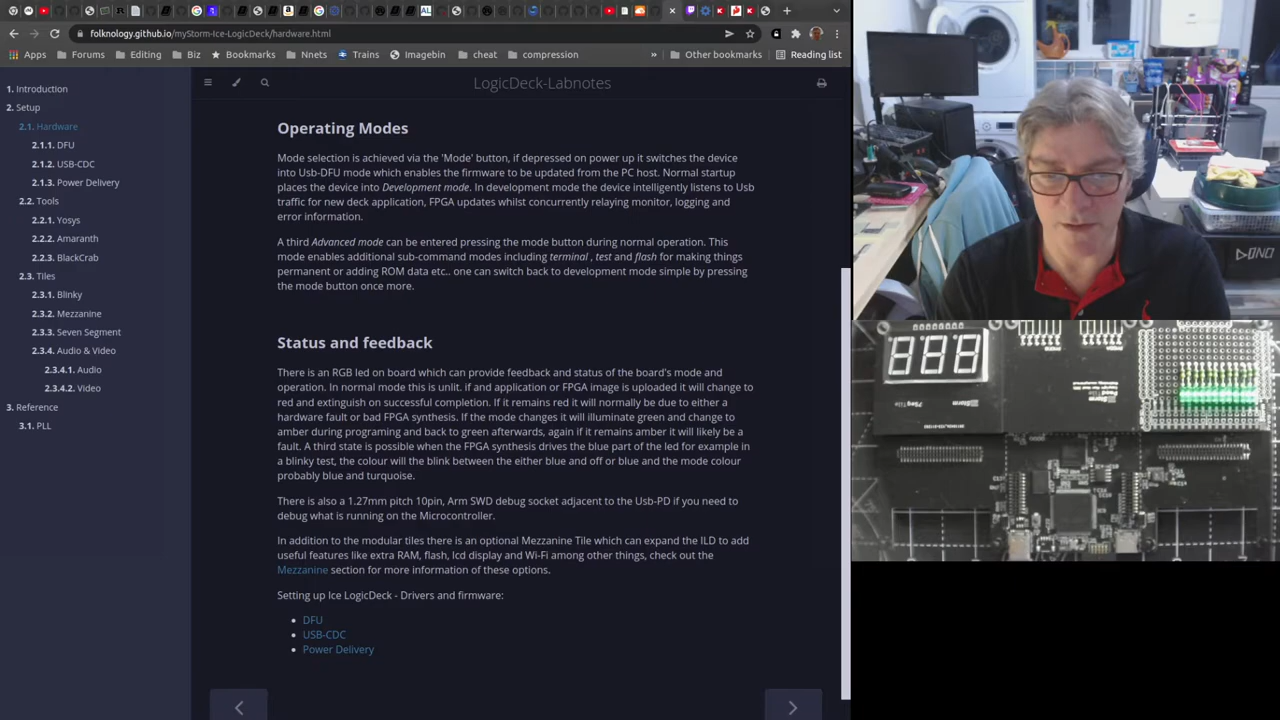 folknology.github.io/myStorm-Ice-LogicDeck/hardware.html
Apps Forums Editing Biz Bookmarks Nnets Trains Imagebin cheat compression » Other bookmarks Reading list
LogicDeck-Labnotes
1. Introduction
2. Setup
2.1. Hardware
2.1.1. DFU
2.1.2. USB-CDC
2.1.3. Power Delivery
2.2. Tools
2.2.1. Yosys
2.2.2. Amaranth
2.2.3. BlackCrab
2.3. Tiles
2.3.1. Blinky
2.3.2. Mezzanine
2.3.3. Seven Segment
2.3.4. Audio & Video
2.3.4.1. Audio
2.3.4.2. Video
3. Reference
3.1. PLL
Operating Modes
Mode selection is achieved via the 'Mode' button, if depressed on power up it switches the device
into Usb-DFU mode which enables the firmware to be updated from the PC host. Normal startup
places the device into Development mode. In development mode the device intelligently listens to Usb
traffic for new deck application, FPGA updates whilst concurrently relaying monitor, logging and
error information.
A third Advanced mode can be entered pressing the mode button during normal operation. This
mode enables additional sub-command modes including terminal , test and flash for making things
permanent or adding ROM data etc.. one can switch back to development mode simple by pressing
the mode button once more.
Status and feedback
There is an RGB led on board which can provide feedback and status of the board's mode and
operation. In normal mode this is unlit. if and application or FPGA image is uploaded it will change to
red and extinguish on successful completion. If it remains red it will normally be due to either a
hardware fault or bad FPGA synthesis. If the mode changes it will illuminate green and change to
amber during programing and back to green afterwards, again if it remains amber it will likely be a
fault. A third state is possible when the FPGA synthesis drives the blue part of the led for example in
a blinky test, the colour will the blink between the either blue and off or blue and the mode colour
probably blue and turquoise.
There is also a 1.27mm pitch 10pin, Arm SWD debug socket adjacent to the Usb-PD if you need to
debug what is running on the Microcontroller.
In addition to the modular tiles there is an optional Mezzanine Tile which can expand the ILD to add
useful features like extra RAM, flash, lcd display and Wi-Fi among other things, check out the
Mezzanine section for more information of these options.
Setting up Ice LogicDeck - Drivers and firmware:
DFU
USB-CDC
Power Delivery